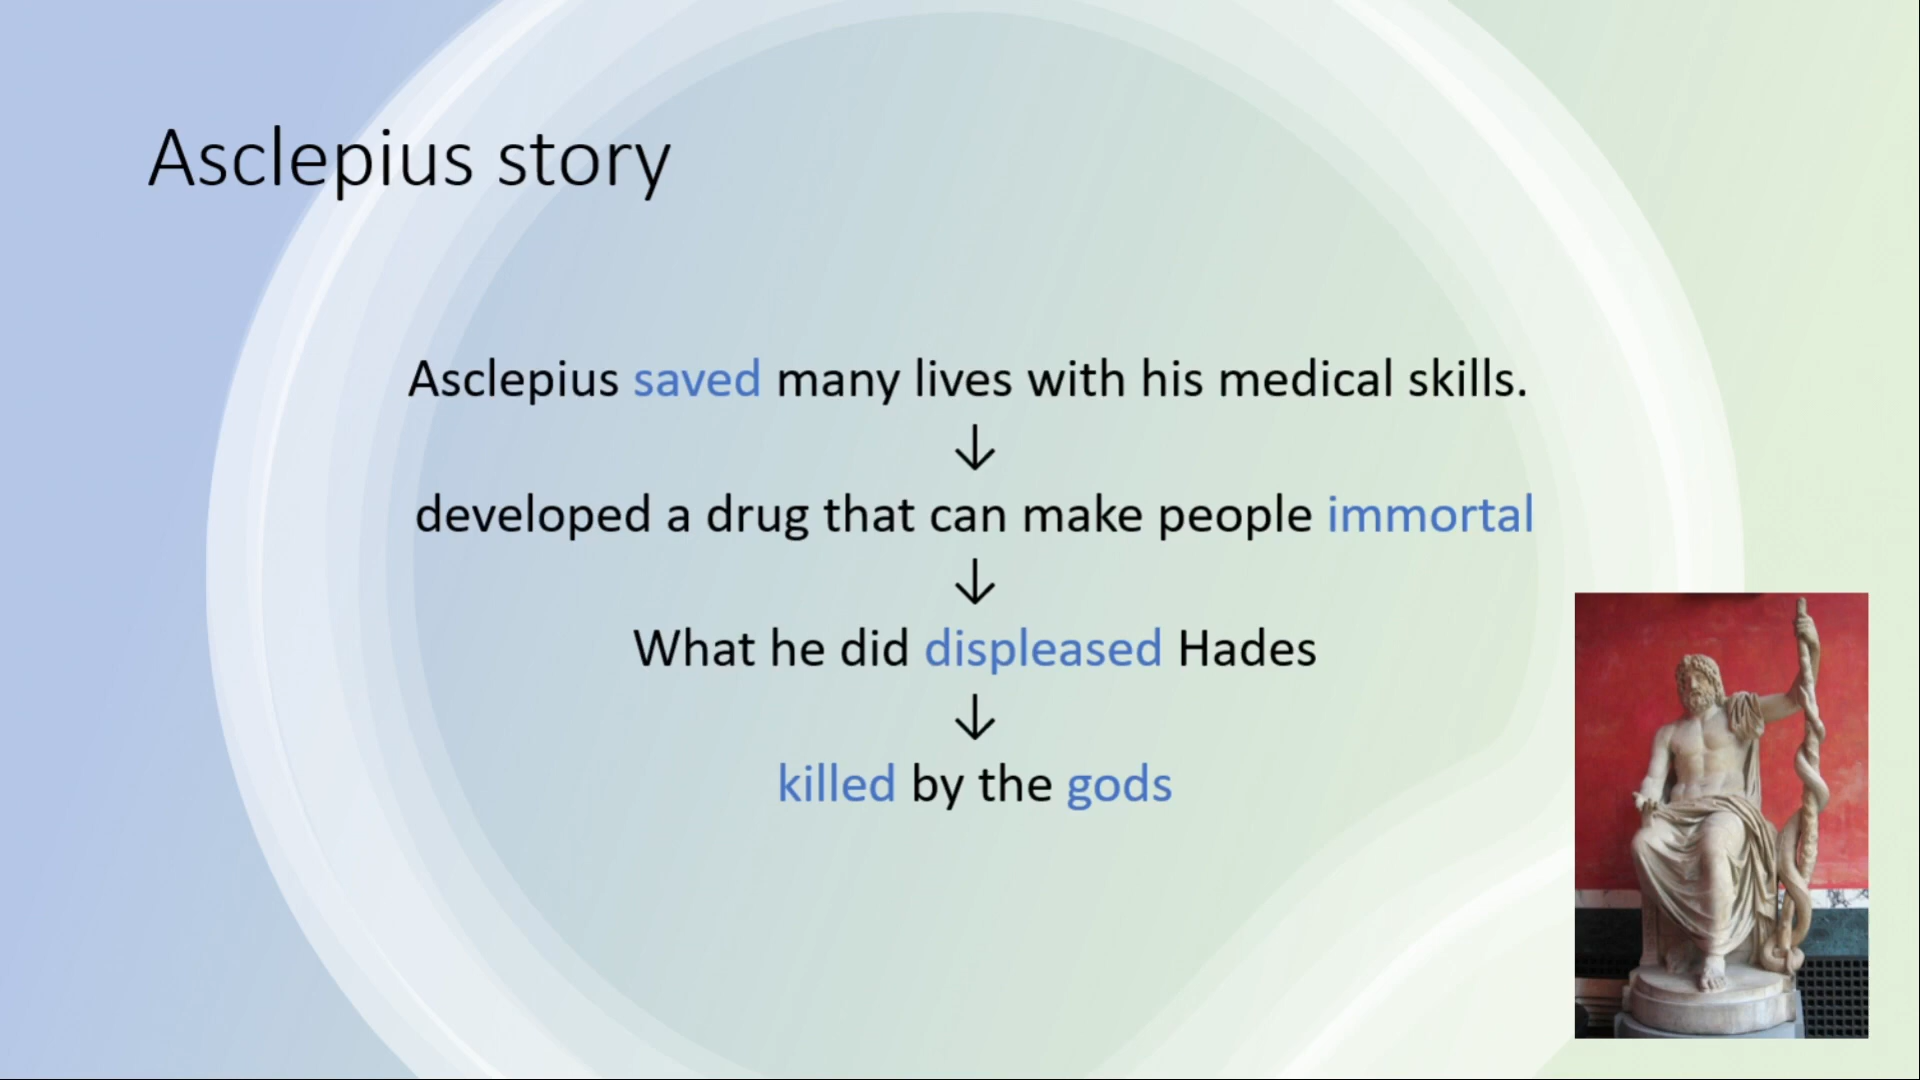 Asclepius story
Asclepius saved many lives with his medical skills.
↓
developed a drug that can make people immortal
↓
What he did displeased Hades
↓
killed by the gods